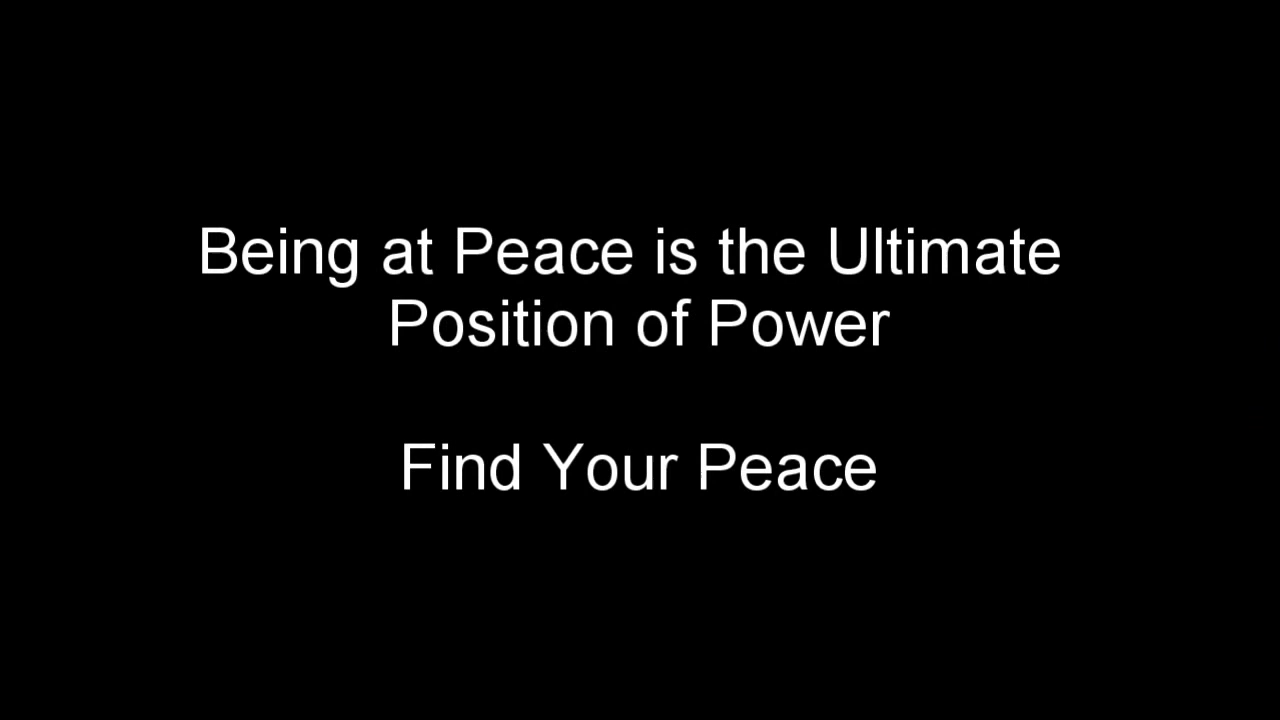 Being at Peace is the Ultimate
Position of Power
Find Your Peace